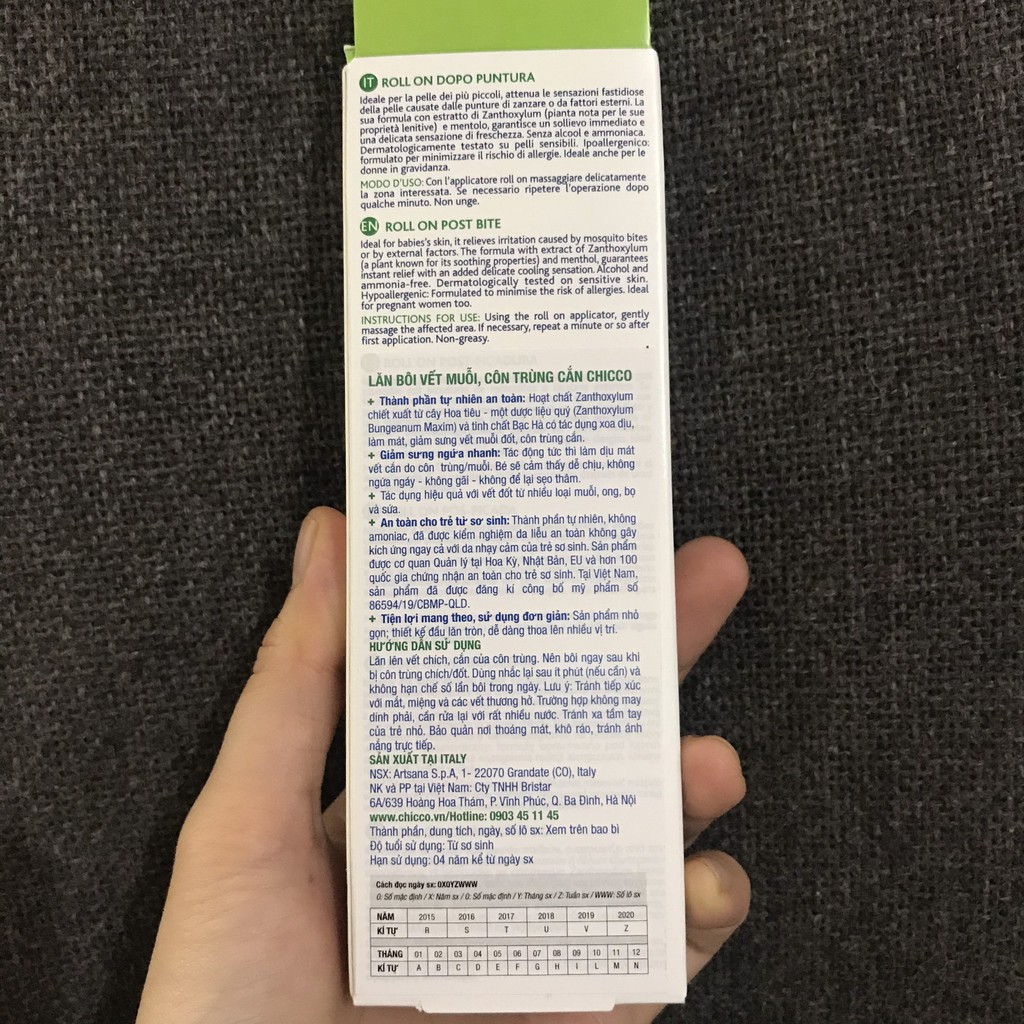 IT ROLL ON DOPO PUNTURA
Ideale per la pelle dei più piccoli, attenua le sensazioni fastidiose
della pelle causate dalle punture di zanzare o da fattori esterni. La
sua formula con estratto di Zanthoxylum (pianta nota per le sue
proprietà lenitive) e mentolo, garantisce un sollievo immediato e
una delicata sensazione di freschezza. Senza alcool e ammoniaca.
Dermatologicamente testato su pelli sensibili. Ipoallergenico:
formulato per minimizzare il rischio di allergie. Ideale anche per le
donne in gravidanza.
MODO D'USO: Con l'applicatore roll on massaggiare delicatamente
la zona interessata. Se necessario ripetere l'operazione dopo
qualche minuto. Non unge.
EN ROLL ON POST BITE
Ideal for babies's skin, it relieves irritation caused by mosquito bites
or by external factors. The formula with extract of Zanthoxylum
(a plant known for its soothing properties) and menthol, guarantees
instant relief with an added delicate cooling sensation. Alcohol and
ammonia-free. Dermatologically tested on sensitive skin.
Hypoallergenic: Formulated to minimise the risk of allergies. Ideal
for pregnant women too.
INSTRUCTIONS FOR USE: Using the roll on applicator, gently
massage the affected area. If necessary, repeat a minute or so after
first application. Non-greasy.
LĂN BÔI VẾT MUỖI, CÔN TRÙNG CẮN CHICCO
+ Thành phần tự nhiên an toàn: Hoạt chất Zanthoxylum
chiết xuất từ cây Hoa tiêu - một dược liệu quý (Zanthoxylum
Bungeanum Maxim) và tinh chất Bạc Hà có tác dụng xoa dịu,
làm mát, giảm sưng vết muỗi đốt, côn trùng cắn.
+ Giảm sưng ngứa nhanh: Tác động tức thì làm dịu mát
vết cắn do côn trùng/muỗi. Bé sẽ cảm thấy dễ chịu, không
ngứa ngáy - không gãi - không để lại sẹo thâm.
+ Tác dụng hiệu quả với vết đốt từ nhiều loại muỗi, ong, bọ
và sứa.
+ An toàn cho trẻ từ sơ sinh: Thành phần tự nhiên, không
amoniac, đã được kiểm nghiệm da liễu an toàn không gây
kích ứng ngay cả với da nhạy cảm của trẻ sơ sinh. Sản phẩm
được cơ quan Quản lý tại Hoa Kỳ, Nhật Bản, EU và hơn 100
quốc gia chứng nhận an toàn cho trẻ sơ sinh. Tại Việt Nam,
sản phẩm đã được đăng kí công bố mỹ phẩm số
86594/19/CBMP-QLD.
+ Tiện lợi mang theo, sử dụng đơn giản: Sản phẩm nhỏ
gọn; thiết kế đầu lăn tròn, dễ dàng thoa lên nhiều vị trí.
HƯỚNG DẪN SỬ DỤNG
Lăn lên vết chích, cắn của côn trùng. Nên bôi ngay sau khi
bị côn trùng chích/đốt. Dùng nhắc lại sau ít phút (nếu cần) và
không hạn chế số lần bôi trong ngày. Lưu ý: Tránh tiếp xúc
với mắt, miệng và các vết thương hở. Trường hợp không may
dính phải, cần rửa lại với rất nhiều nước. Tránh xa tầm tay
của trẻ nhỏ. Bảo quản nơi thoáng mát, khô ráo, tránh ánh
nắng trực tiếp.
SẢN XUẤT TẠI ITALY
NSX: Artsana S.p.A, 1- 22070 Grandate (CO), Italy
NK và PP tại Việt Nam: Cty TNHH Bristar
6A/639 Hoàng Hoa Thám, P. Vĩnh Phúc, Q. Ba Đình, Hà Nội
www.chicco.vn/Hotline: 0903 45 11 45
Thành phần, dung tích, ngày, số lô sx: Xem trên bao bì
Độ tuổi sử dụng: Từ sơ sinh
Hạn sử dụng: 04 năm kể từ ngày sx
Cách đọc ngày sx: 0X0YZWWW
0: Số mặc định / X: Năm sx / 0: Số mặc định / Y: Tháng sx / Z: Tuần sx / WWW: Số lô sx
NĂM 2015 2016 2017 2018 2019 2020
KÍ TỰ R S T U V Z
THÁNG 01 02 03 04 05 06 07 08 09 10 11 12
KÍ TỰ A B C D E F G H I L M N